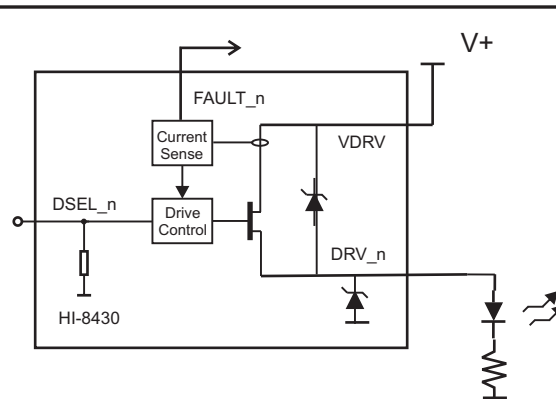 V+
FAULT_n
Current
Sense
VDRV
DSEL_n
Drive
Control
DRV_n
HI-8430